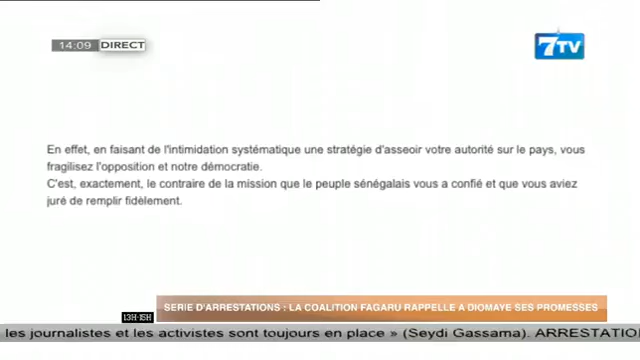 14:09 DIRECT
7TV
En effet, en faisant de l'intimidation systématique une stratégie d'asseoir votre autorité sur le pays, vous
fragilisez l'opposition et notre démocratie.
C'est, exactement, le contraire de la mission que le peuple sénégalais vous a confié et que vous aviez
juré de remplir fidèlement.
SERIE D'ARRESTATIONS : LA COALITION FAGARU RAPPELLE A DIOMAYE SES PROMESSES
13H-15H
les journalistes et les activistes sont toujours en place » (Seydi Gassama). ARRESTATION